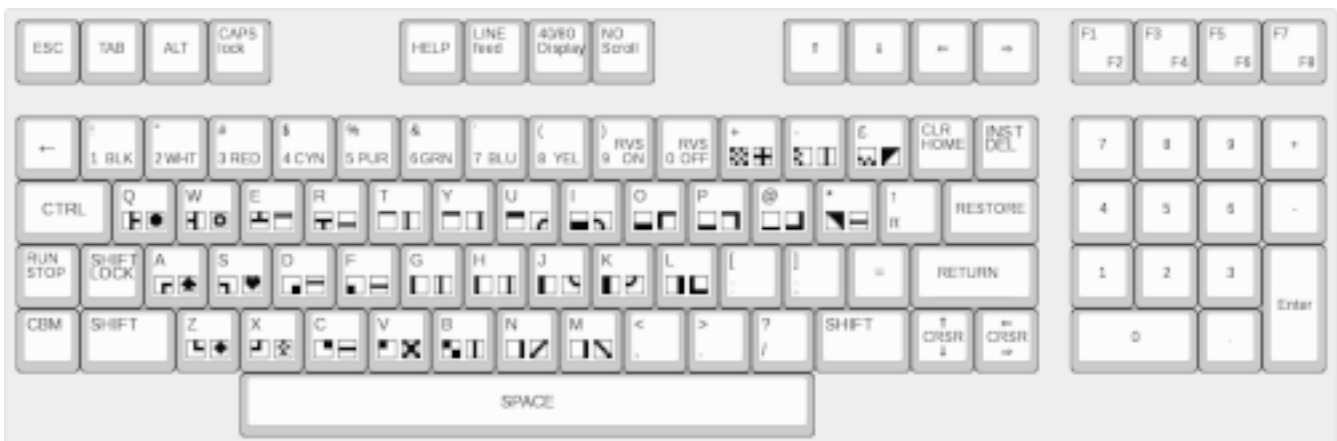 ESC TAB ALT CAPS lock HELP LINE feed 40/80 Display NO Scroll ↑ ↓ ← → F1 F2 F3 F4 F5 F6 F7 F8
← ! 1 BLK " 2 WHT # 3 RED $ 4 CYN % 5 PUR & 6 GRN ' 7 BLU ( 8 YEL ) 9 RVS ON 0 RVS OFF + - £ CLR HOME INST DEL 7 8 9 +
CTRL Q W E R T Y U I O P @ * ↑ π RESTORE 4 5 6 -
RUN STOP SHIFT LOCK A S D F G H J K L [ : ] ; = RETURN 1 2 3 Enter
CBM SHIFT Z X C V B N M < , > . ? / SHIFT ↑ CRSR ↓ ← CRSR → 0 .
SPACE